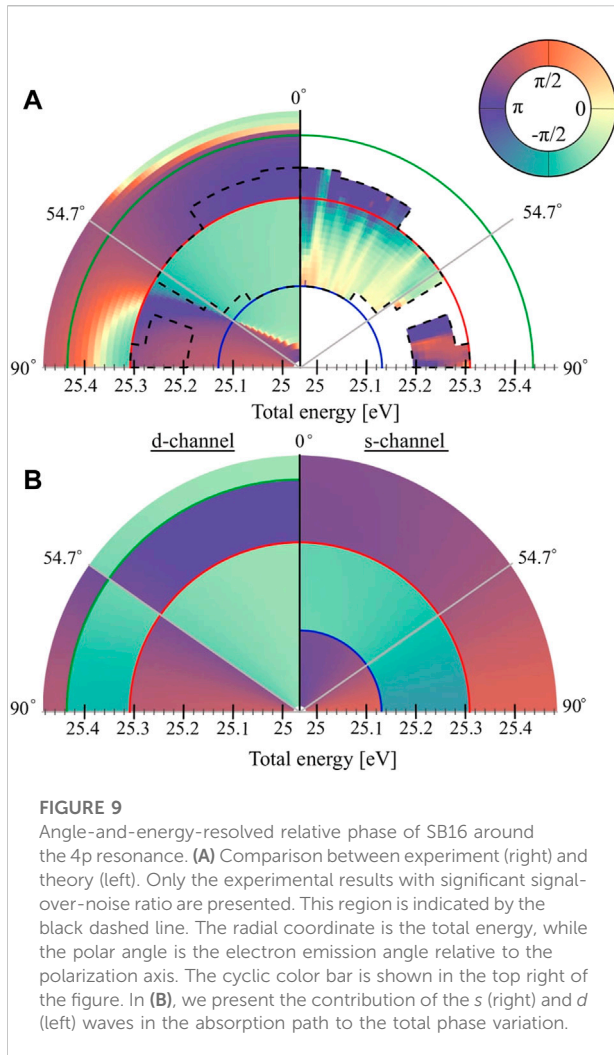 A
0°
π/2
π
0
-π/2
54.7°
54.7°
90°
90°
25.4
25.3
25.2
25.1
25
25
25.1
25.2
25.3
25.4
Total energy [eV]
d-channel
0°
s-channel
B
54.7°
54.7°
90°
90°
25.4
25.3
25.2
25.1
25
25
25.1
25.2
25.3
25.4
Total energy [eV]
FIGURE 9
Angle-and-energy-resolved relative phase of SB16 around
the 4p resonance. (A) Comparison between experiment (right) and
theory (left). Only the experimental results with significant signal-
over-noise ratio are presented. This region is indicated by the
black dashed line. The radial coordinate is the total energy, while
the polar angle is the electron emission angle relative to the
polarization axis. The cyclic color bar is shown in the top right of
the figure. In (B), we present the contribution of the s (right) and d
(left) waves in the absorption path to the total phase variation.